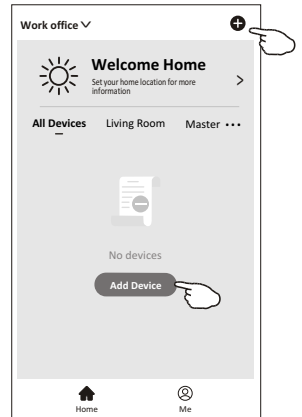 Work office
Welcome Home
Set your home location for more
information
All Devices Living Room Master ...
No devices
Add Device
Home Me